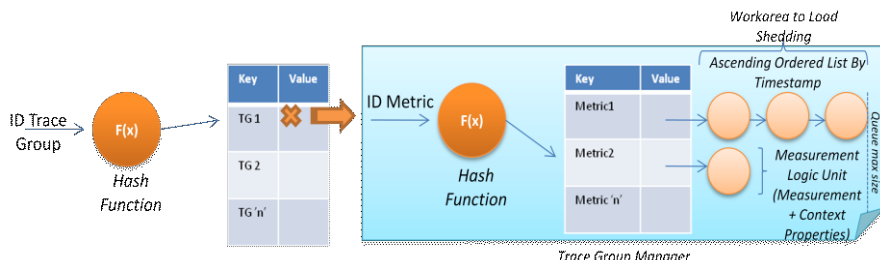 Workarea to Load
Shedding
Ascending Ordered List By
Timestamp
ID Trace
Group
F(x)
Hash
Function
Key Value
TG 1
TG 2
TG ‘n’
ID Metric
F(x)
Hash
Function
Key Value
Metric1
Metric2
Metric ‘n’
Measurement
Logic Unit
(Measurement
+ Context
Properties)
Queue max size
Trace Group Manager